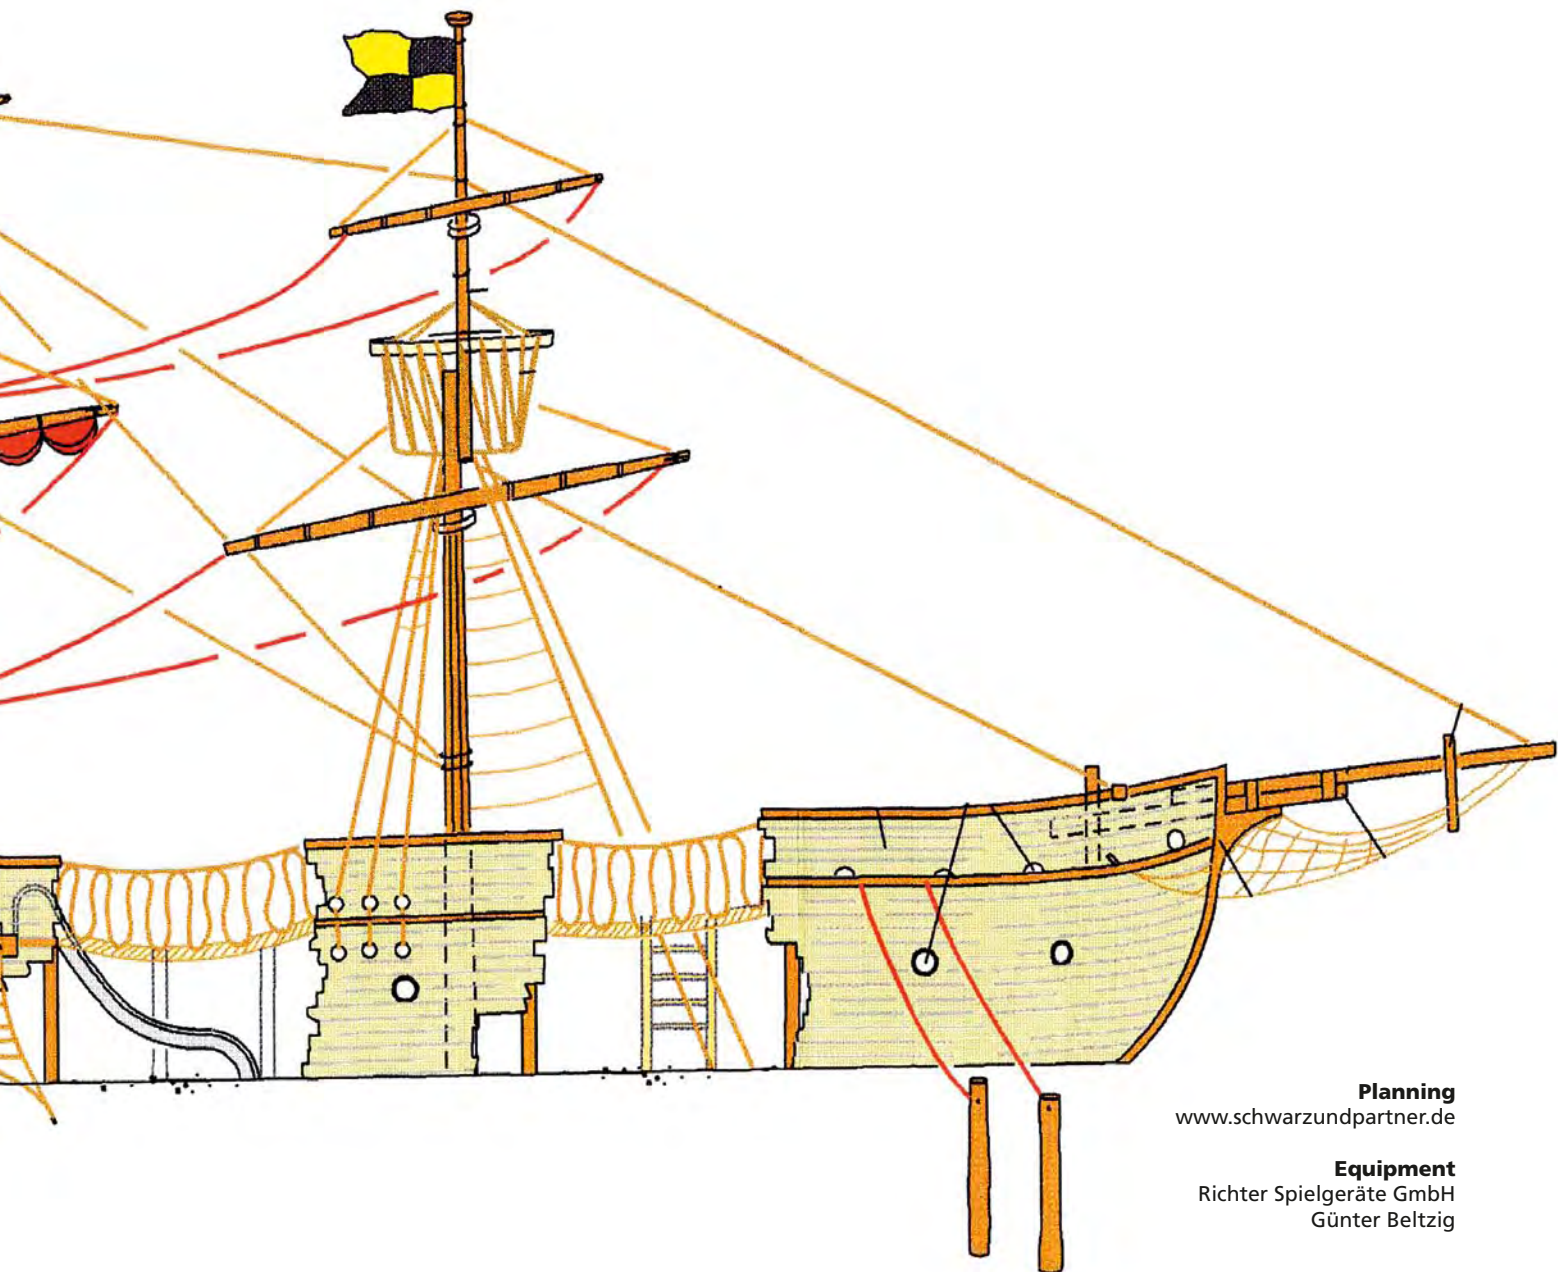 Planning
www.schwarzundpartner.de
Equipment
Richter Spielgeräte GmbH
Günter Beltzig